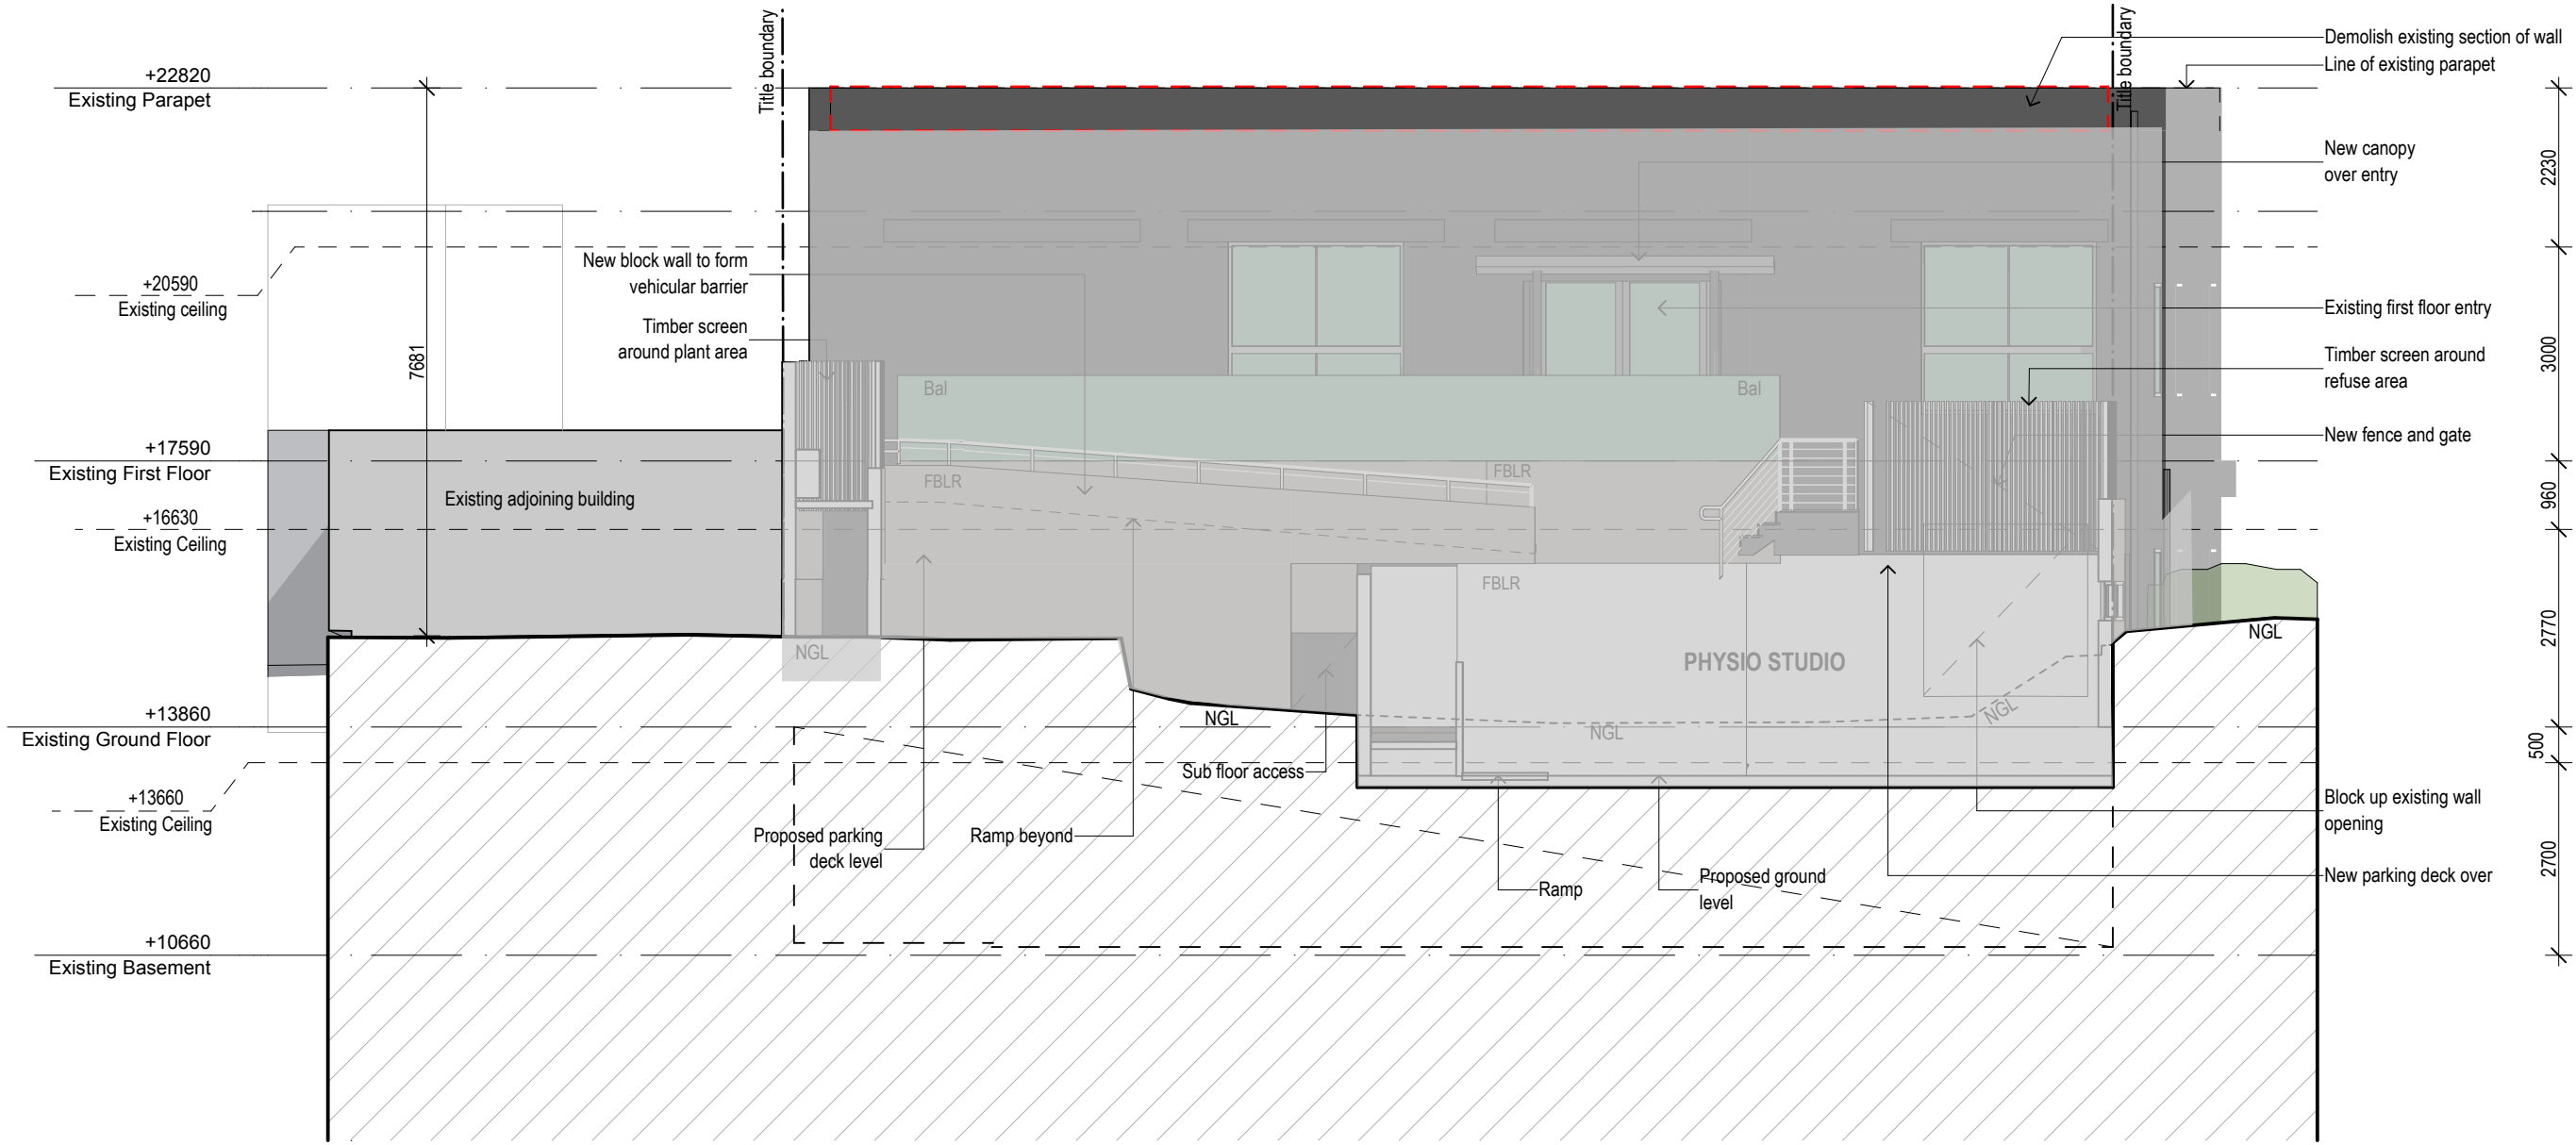 Title boundary
Title boundary
Demolish existing section of wall
Line of existing parapet
+22820
Existing Parapet
New canopy
over entry
2230
New block wall to form
vehicular barrier
+20590
Existing ceiling
Existing first floor entry
Timber screen
around plant area
7681
Timber screen around
refuse area
3000
Bal
Bal
New fence and gate
+17590
Existing First Floor
FBLR
FBLR
Existing adjoining building
960
+16630
Existing Ceiling
FBLR
2770
NGL
NGL
PHYSIO STUDIO
+13860
Existing Ground Floor
NGL
NGL
NGL
500
Sub floor access
+13660
Existing Ceiling
Block up existing wall
opening
Proposed parking
deck level
Ramp beyond
2700
Ramp
Proposed ground
level
New parking deck over
+10660
Existing Basement